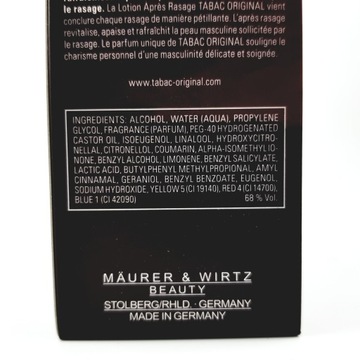 le rasage. La Lotion Après Rasage TABAC ORIGINAL vient
conclure chaque rasage de manière pétillante. L'après rasage
revitalise, apaise et rafraîchit la peau masculine sollicitée par
le rasage. Le parfum unique de TABAC ORIGINAL souligne le
charisme personnel d'une masculinité délicate et soignée.
www.tabac-original.com
INGREDIENTS: ALCOHOL, WATER (AQUA), PROPYLENE
GLYCOL, FRAGRANCE (PARFUM), PEG-40 HYDROGENATED
CASTOR OIL, ISOEUGENOL, LINALOOL, HYDROXYCITRO-
NELLAL, CITRONELLOL, COUMARIN, ALPHA-ISOMETHYL IO-
NONE, BENZYL ALCOHOL, LIMONENE, BENZYL SALICYLATE,
LACTIC ACID, BUTYLPHENYL METHYLPROPIONAL, AMYL
CINNAMAL, GERANIOL, BENZYL BENZOATE, EUGENOL,
SODIUM HYDROXIDE, YELLOW 5 (CI 19140), RED 4 (CI 14700),
BLUE 1 (CI 42090) 68 % Vol.
MÄURER & WIRTZ
BEAUTY
STOLBERG/RHLD. · GERMANY
MADE IN GERMANY